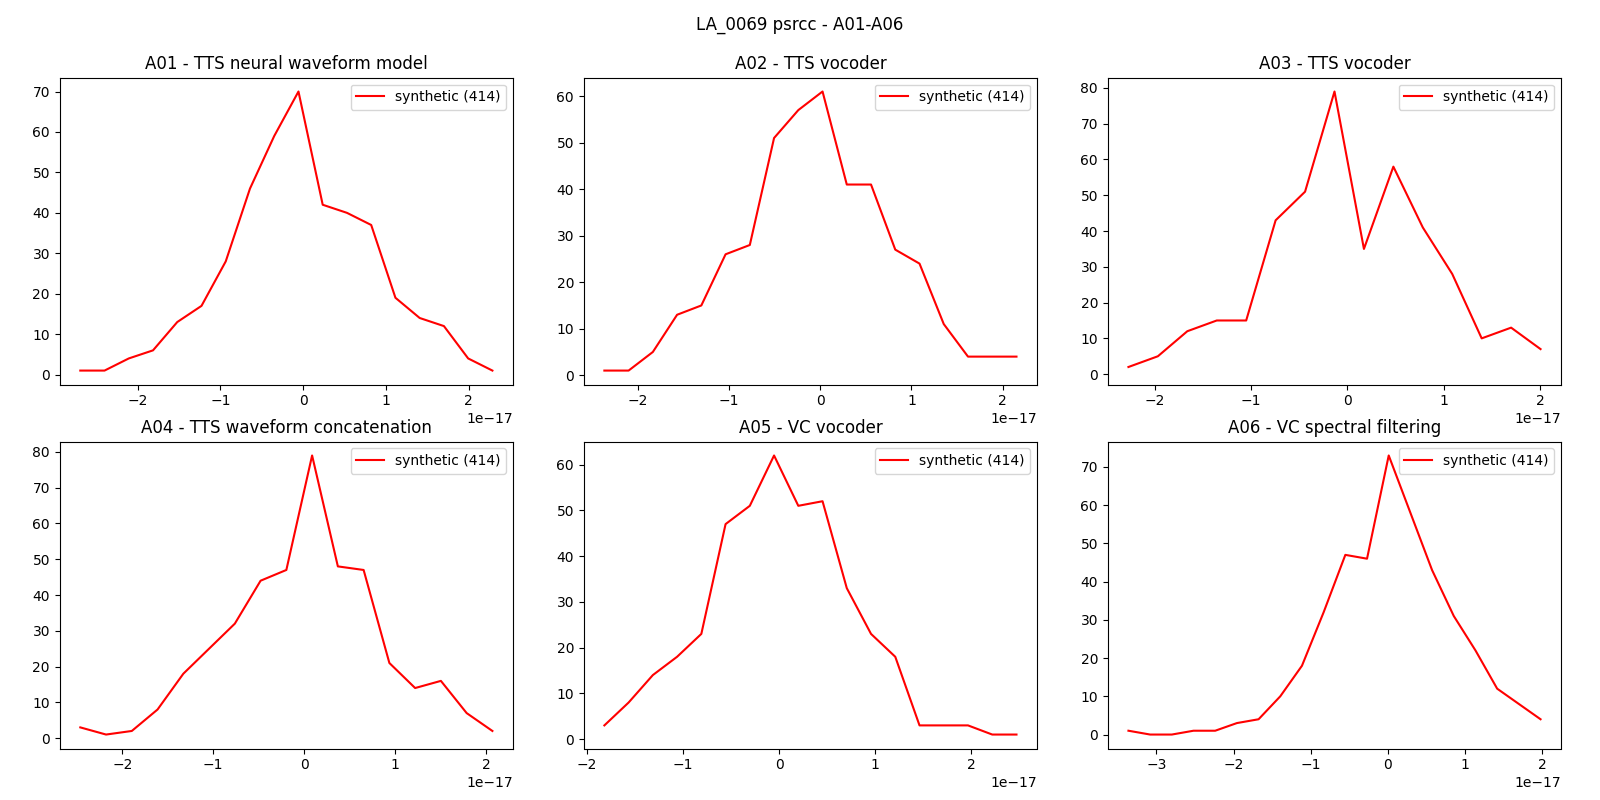 LA_0069 psrcc - A01-A06
A01 - TTS neural waveform model
synthetic (414)
70
60
50
40
30
20
10
0
−2 −1 0 1 2
1e−17
A02 - TTS vocoder
synthetic (414)
60
50
40
30
20
10
0
−2 −1 0 1 2
1e−17
A03 - TTS vocoder
synthetic (414)
80
70
60
50
40
30
20
10
0
−2 −1 0 1 2
1e−17
A04 - TTS waveform concatenation
synthetic (414)
80
70
60
50
40
30
20
10
0
−2 −1 0 1 2
1e−17
A05 - VC vocoder
synthetic (414)
60
50
40
30
20
10
0
−2 −1 0 1 2
1e−17
A06 - VC spectral filtering
synthetic (414)
70
60
50
40
30
20
10
0
−3 −2 −1 0 1 2
1e−17